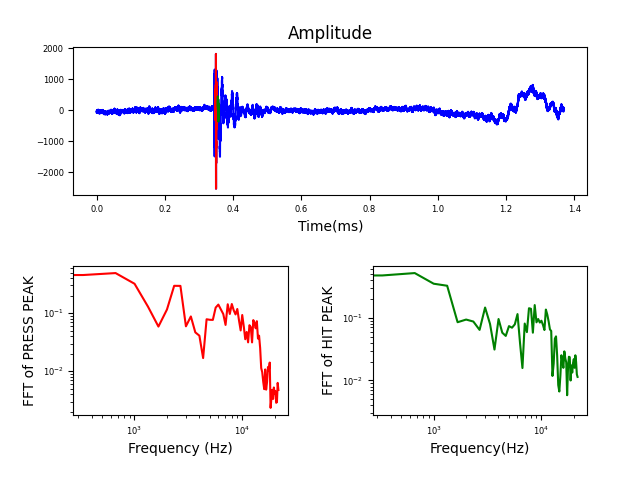 Amplitude
2000
1000
0
−1000
−2000
0.0 0.2 0.4 0.6 0.8 1.0 1.2 1.4
Time(ms)
FFT of PRESS PEAK
10⁻¹
10⁻²
10³ 10⁴
Frequency (Hz)
FFT of HIT PEAK
10⁻¹
10⁻²
10³ 10⁴
Frequency(Hz)